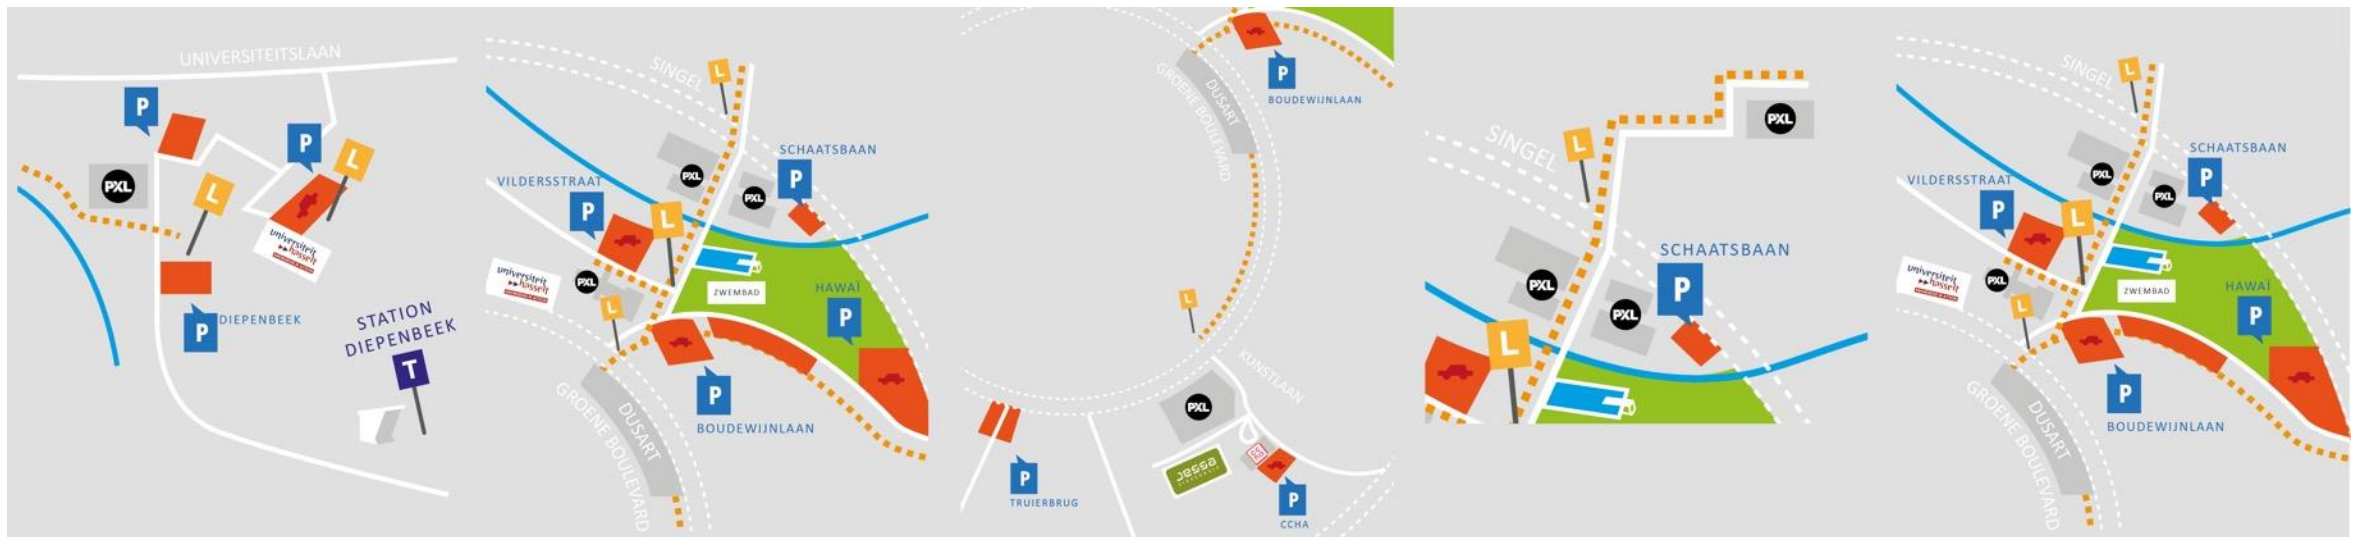 UNIVERSITEITSLAAN
P
P
L
PXL
L
universiteit
hasselt
P
DIEPENBEEK
STATION
DIEPENBEEK
T
SINGEL
L
SCHAATSBAAN
P
PXL
PXL
VILDERSSTRAAT
P
L
universiteit
hasselt
PXL
L
ZWEMBAD
HAWAÏ
P
P
BOUDEWIJNLAAN
DUSART
GROENE BOULEVARD
DUSART
GROENE BOULEVARD
P
BOUDEWIJNLAAN
L
KUNSTLAAN
PXL
Jessa
P
TRUIERBRUG
P
CCHA
SINGEL
L
PXL
SCHAATSBAAN
P
PXL
PXL
L
SINGEL
L
SCHAATSBAAN
P
PXL
PXL
VILDERSSTRAAT
P
L
universiteit
hasselt
PXL
L
ZWEMBAD
HAWAÏ
P
P
BOUDEWIJNLAAN
DUSART
GROENE BOULEVARD